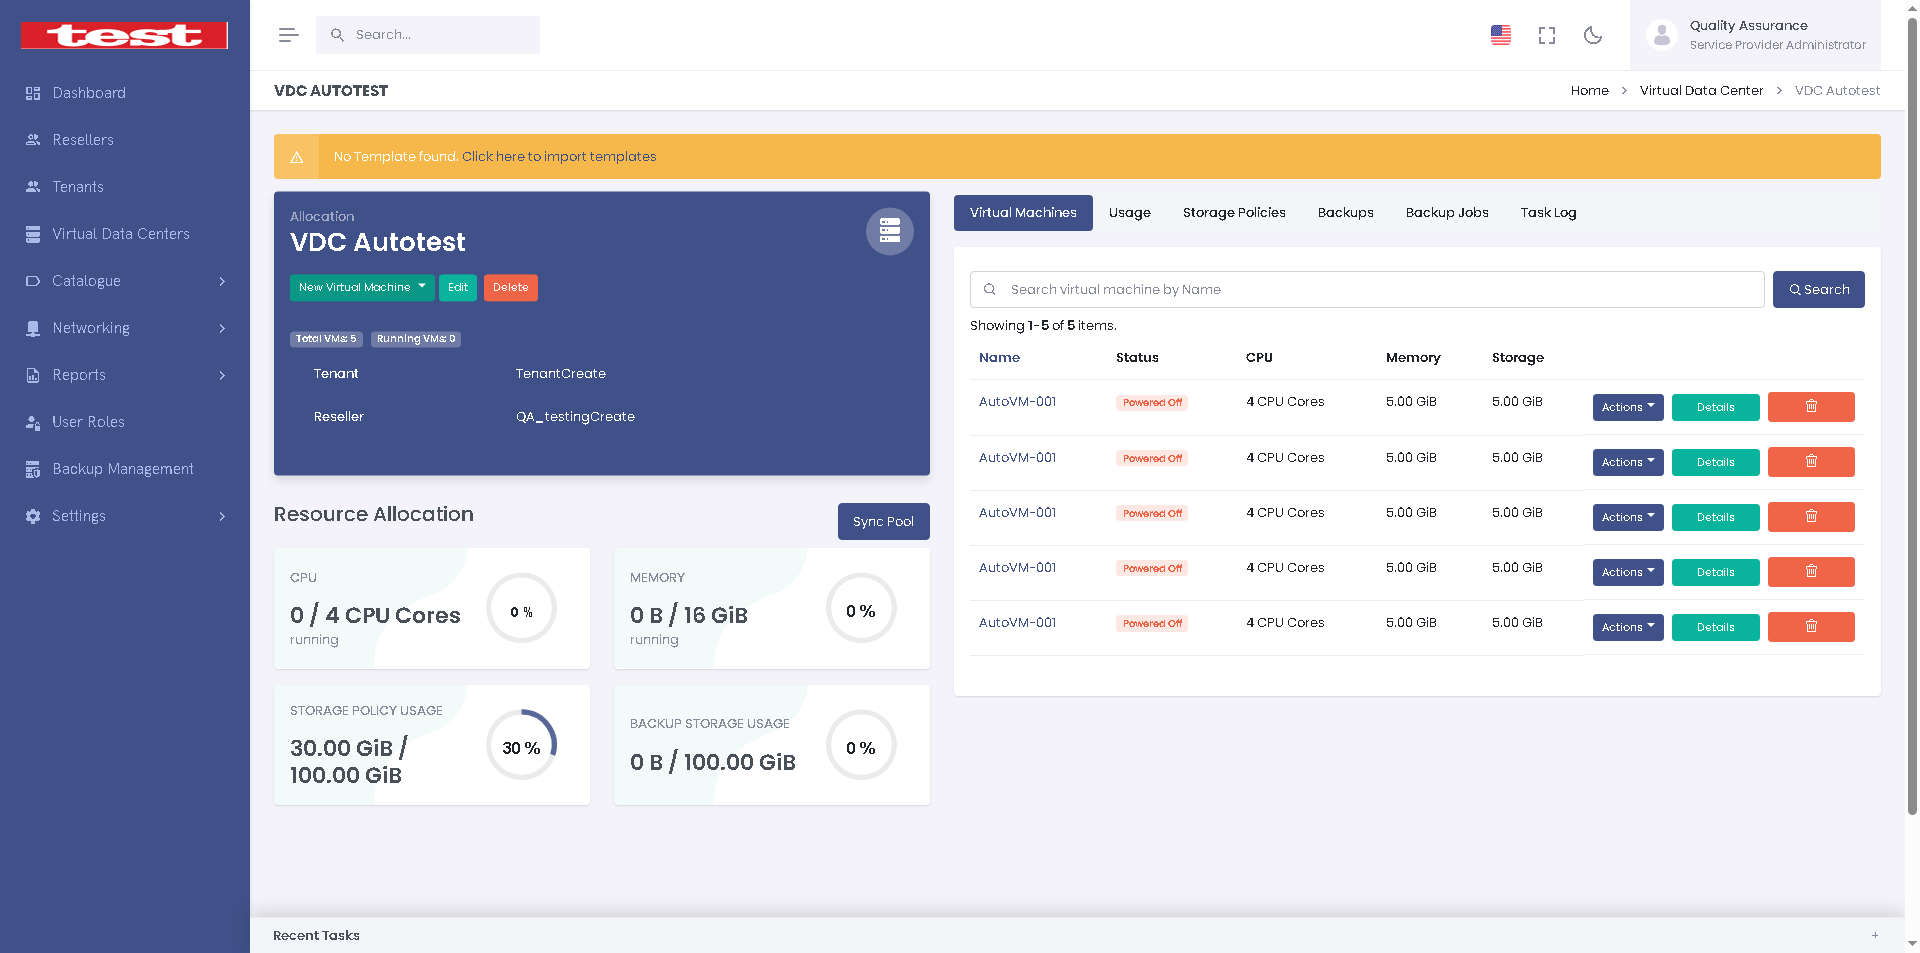 test
Dashboard
Resellers
Tenants
Virtual Data Centers
Catalogue
Networking
Reports
User Roles
Backup Management
Settings
Search...
Quality Assurance
Service Provider Administrator
VDC AUTOTEST
Home > Virtual Data Center > VDC Autotest
No Template found. Click here to import templates
Allocation
VDC Autotest
New Virtual Machine Edit Delete
Total VMs: 5 Running VMs: 0
Tenant TenantCreate
Reseller QA_testingCreate
Resource Allocation
Sync Pool
CPU
0 / 4 CPU Cores
running
0 %
MEMORY
0 B / 16 GiB
running
0 %
STORAGE POLICY USAGE
30.00 GiB /
100.00 GiB
30 %
BACKUP STORAGE USAGE
0 B / 100.00 GiB
0 %
Virtual Machines Usage Storage Policies Backups Backup Jobs Task Log
Search virtual machine by Name
Search
Showing 1-5 of 5 items.
Name Status CPU Memory Storage
AutoVM-001 Powered Off 4 CPU Cores 5.00 GiB 5.00 GiB Actions Details
AutoVM-001 Powered Off 4 CPU Cores 5.00 GiB 5.00 GiB Actions Details
AutoVM-001 Powered Off 4 CPU Cores 5.00 GiB 5.00 GiB Actions Details
AutoVM-001 Powered Off 4 CPU Cores 5.00 GiB 5.00 GiB Actions Details
AutoVM-001 Powered Off 4 CPU Cores 5.00 GiB 5.00 GiB Actions Details
Recent Tasks +